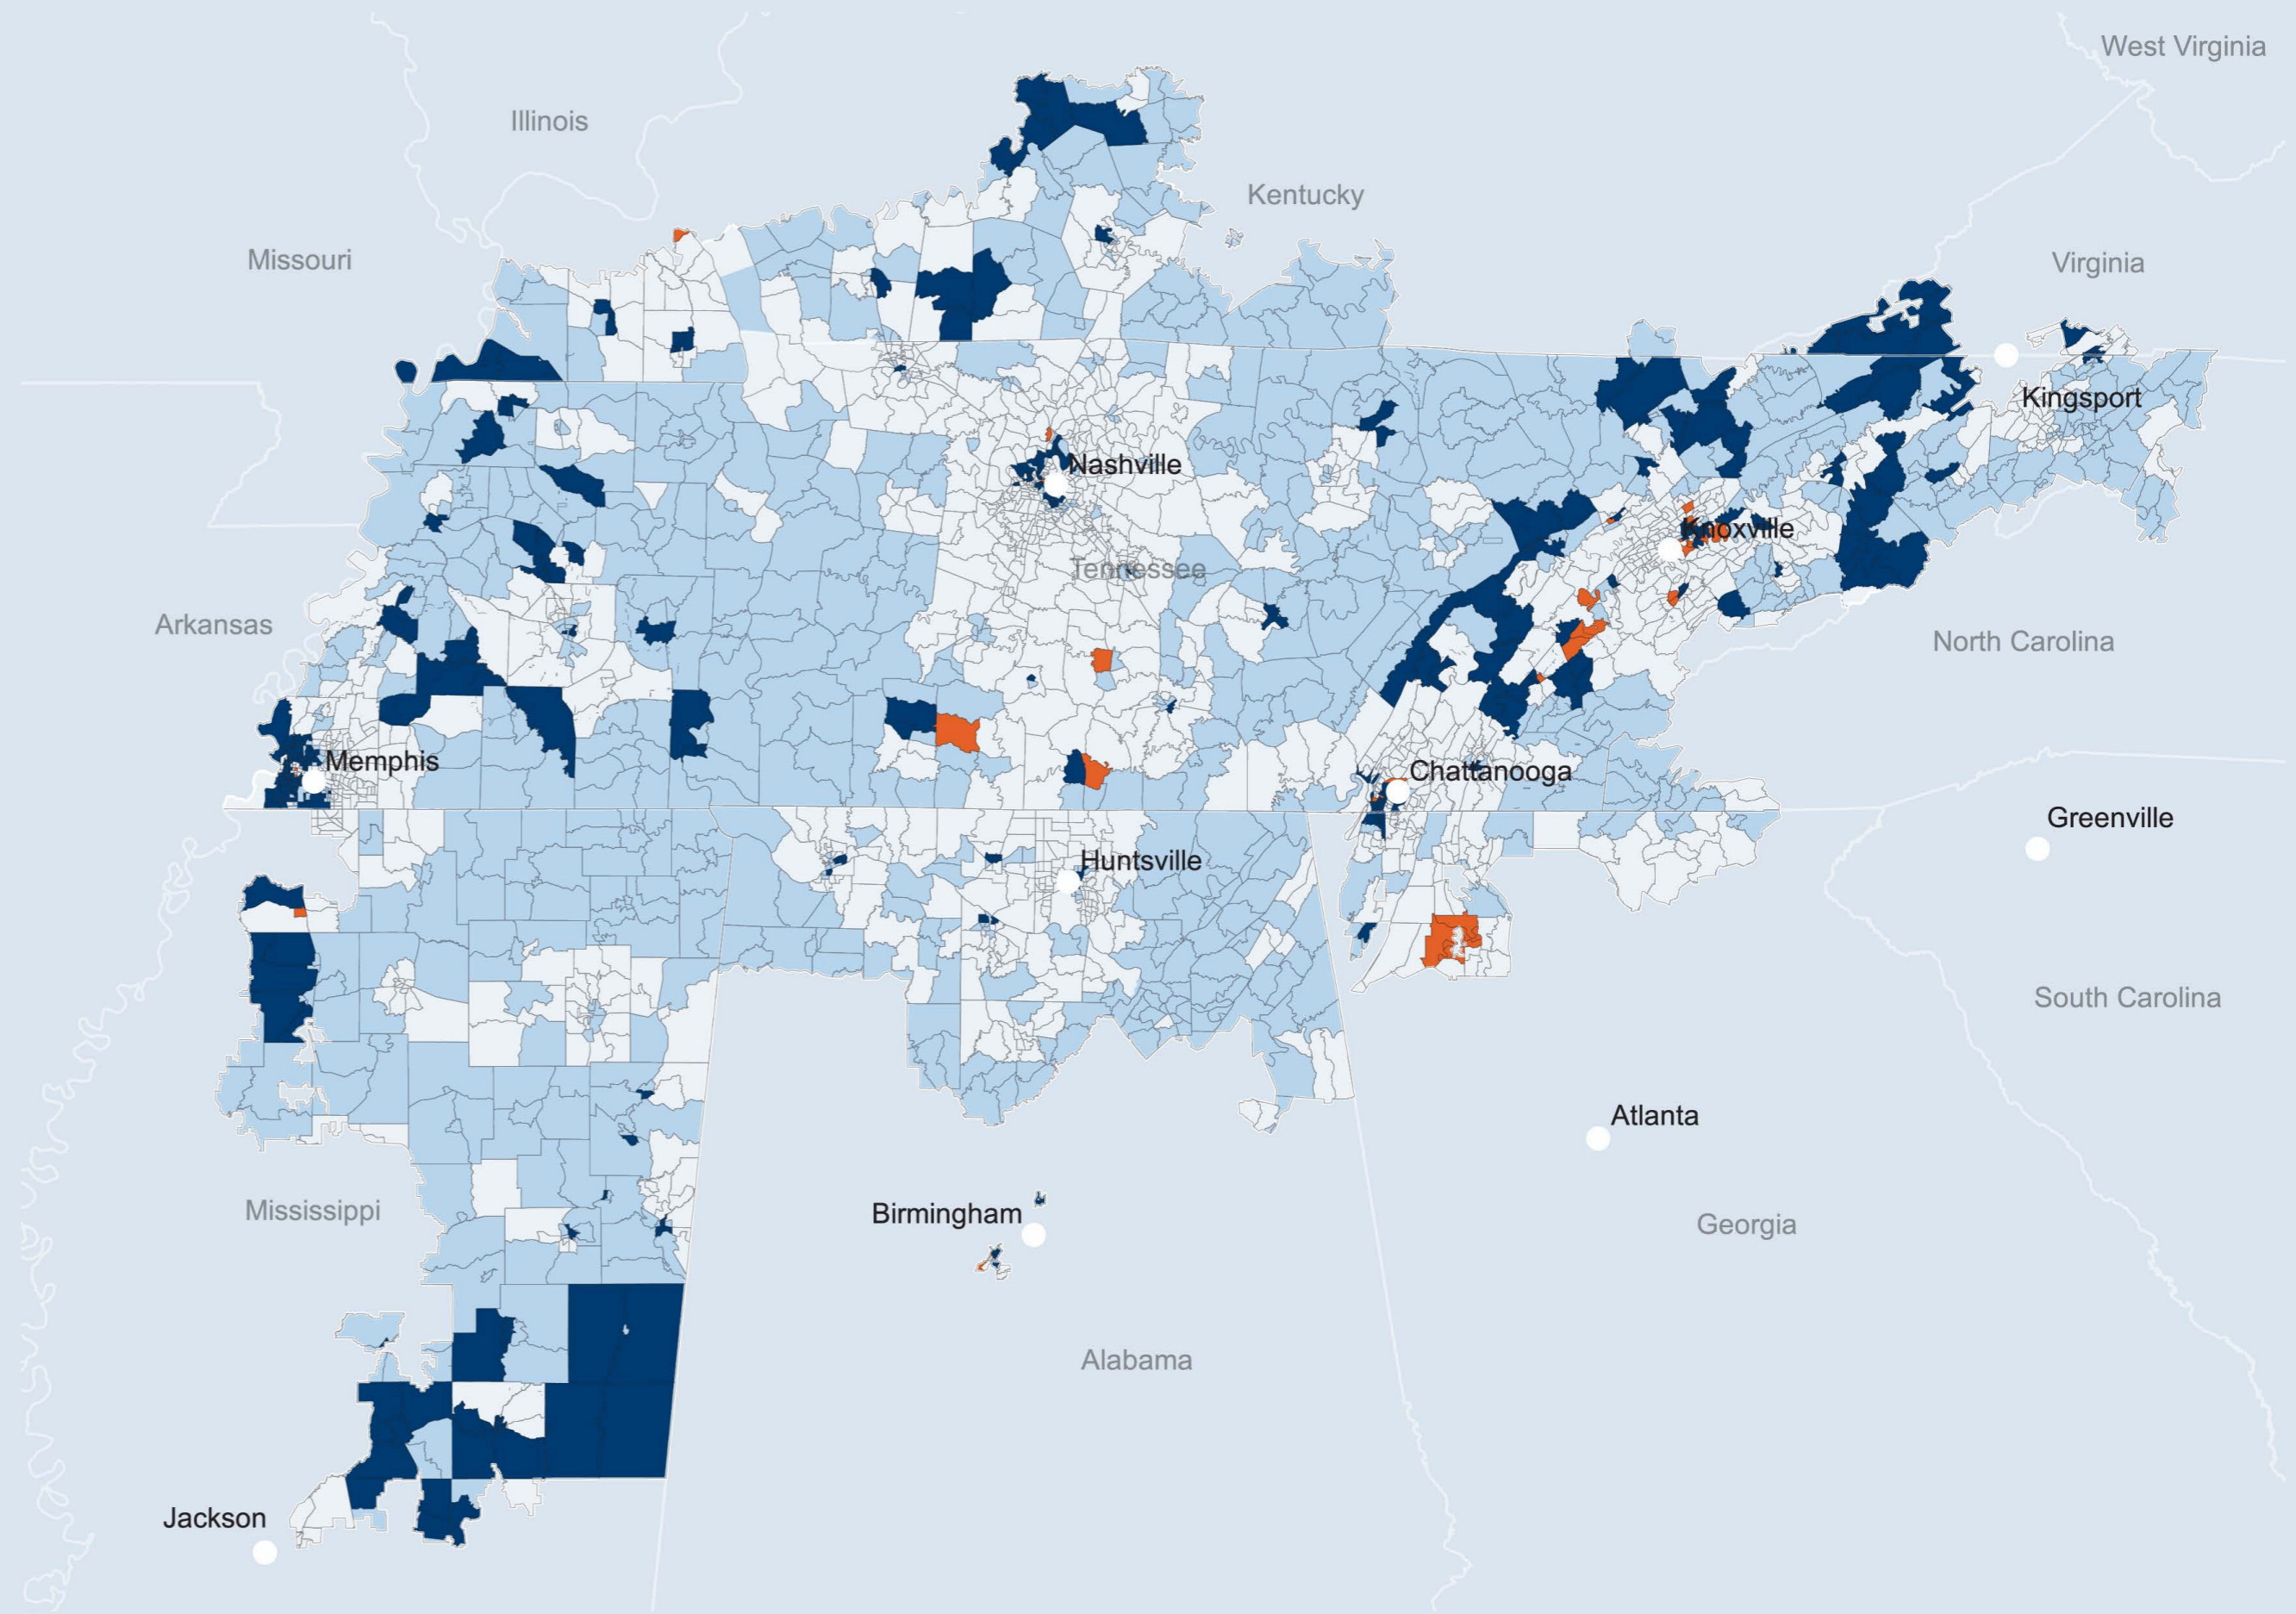 West Virginia
Illinois
Kentucky
Missouri
Virginia
Kingsport
Nashville
Knoxville
Tennessee
Arkansas
North Carolina
Memphis
Chattanooga
Greenville
Huntsville
South Carolina
Atlanta
Mississippi
Birmingham
Georgia
Alabama
Jackson